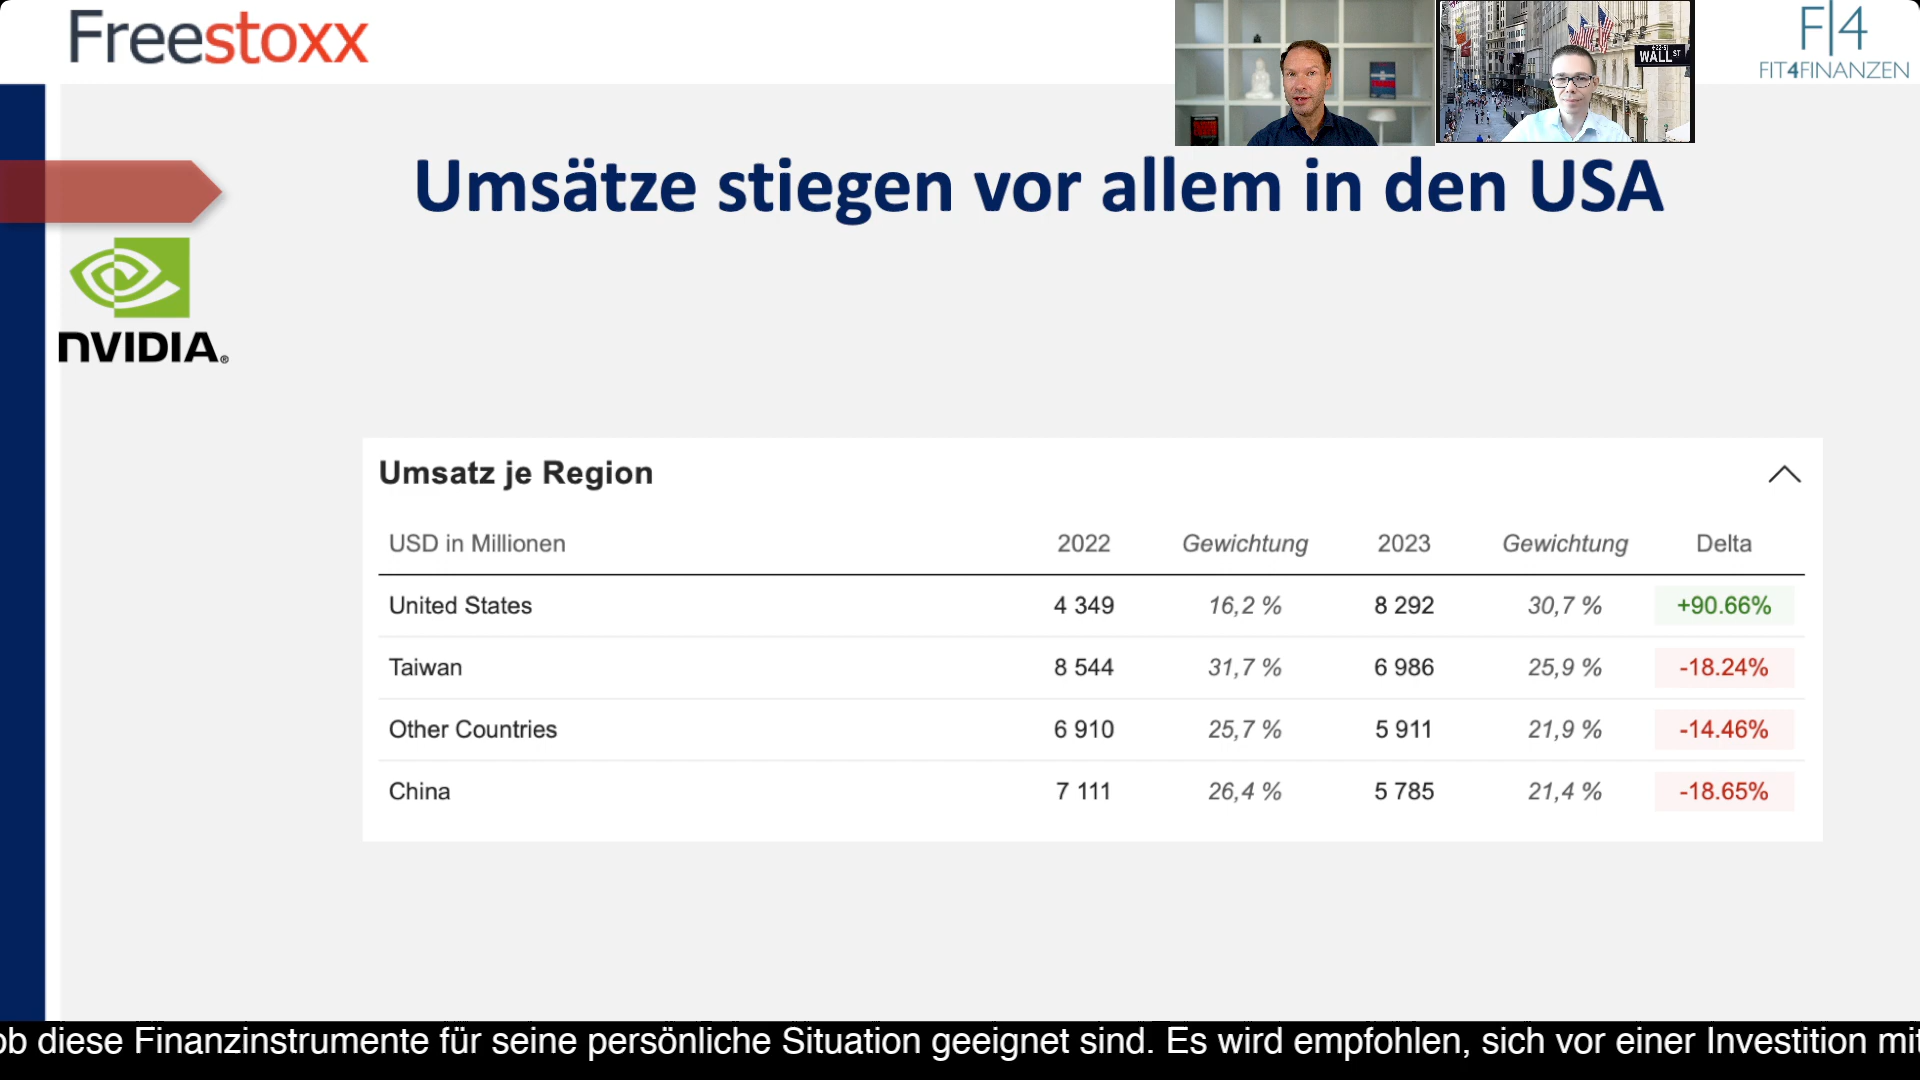 Freestoxx
WALL ST
F|4
FIT4FINANZEN
Umsätze stiegen vor allem in den USA
NVIDIA®
Umsatz je Region
USD in Millionen 2022 Gewichtung 2023 Gewichtung Delta
United States 4 349 16,2 % 8 292 30,7 % +90.66%
Taiwan 8 544 31,7 % 6 986 25,9 % -18.24%
Other Countries 6 910 25,7 % 5 911 21,9 % -14.46%
China 7 111 26,4 % 5 785 21,4 % -18.65%
ob diese Finanzinstrumente für seine persönliche Situation geeignet sind. Es wird empfohlen, sich vor einer Investition mit